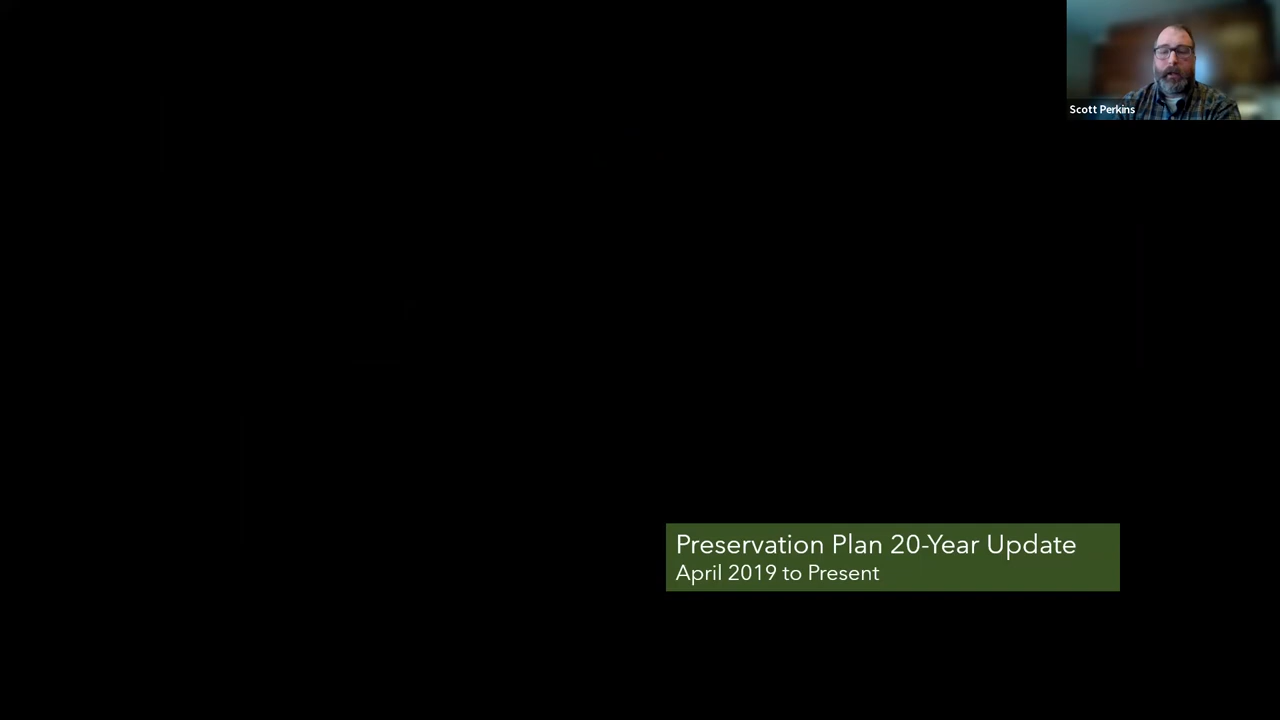 Scott Perkins
Preservation Plan 20-Year Update
April 2019 to Present